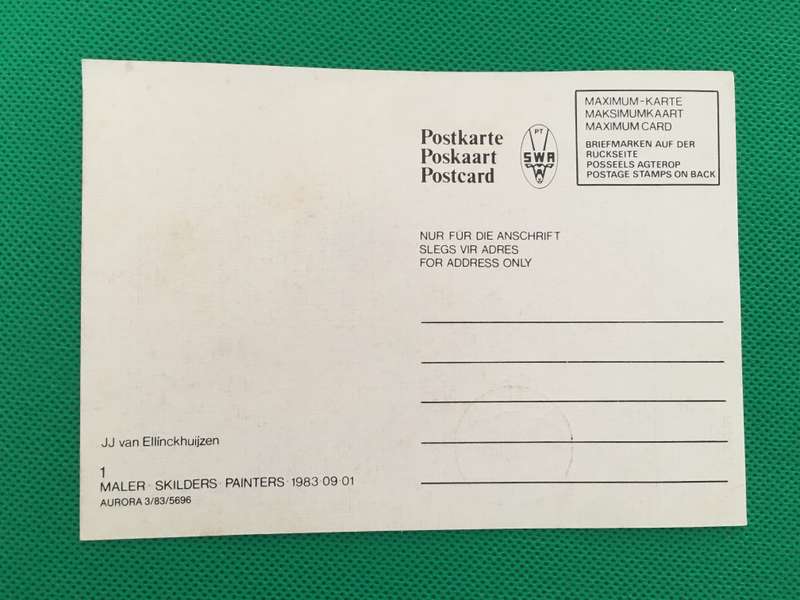 Postkarte
Poskaart
Postcard
PT
SWA
MAXIMUM-KARTE
MAKSIMUMKAART
MAXIMUM CARD
BRIEFMARKEN AUF DER
RUCKSEITE
POSSEELS AGTEROP
POSTAGE STAMPS ON BACK
NUR FÜR DIE ANSCHRIFT
SLEGS VIR ADRES
FOR ADDRESS ONLY
JJ van Ellinckhuijzen
1
MALER · SKILDERS · PAINTERS · 1983·09·01
AURORA 3/83/5696